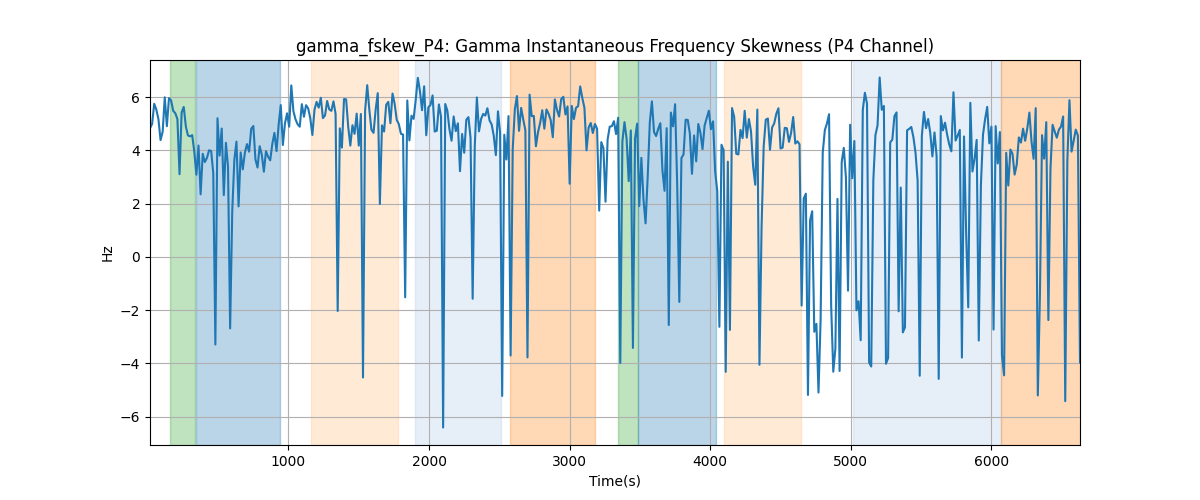 gamma_fskew_P4: Gamma Instantaneous Frequency Skewness (P4 Channel)
6
4
2
0
−2
−4
−6
Hz
1000 2000 3000 4000 5000 6000
Time(s)